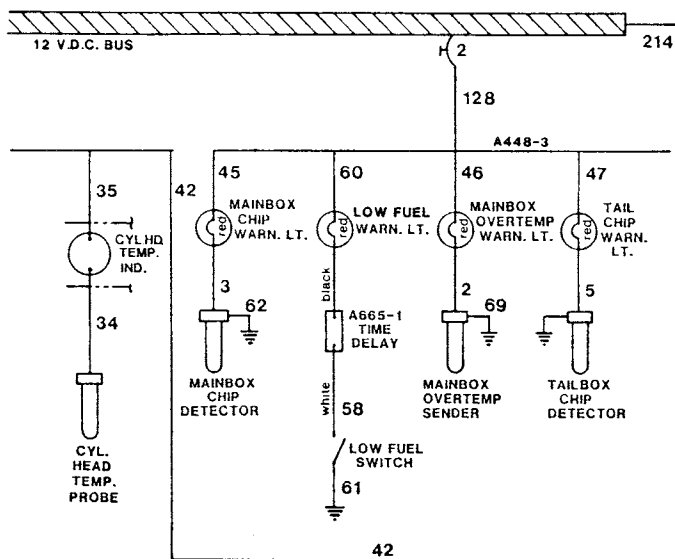 12 V.D.C. BUS
214
2
128
A448-3
35
42
45
60
46
47
MAINBOX
CHIP
WARN. LT.
red
LOW FUEL
WARN. LT.
red
MAINBOX
OVERTEMP
WARN. LT.
red
TAIL
CHIP
WARN.
LT.
red
CYL.HD.
TEMP.
IND.
34
3
62
black
A665-1
TIME
DELAY
2
69
5
white
58
MAINBOX
CHIP
DETECTOR
MAINBOX
OVERTEMP
SENDER
TAILBOX
CHIP
DETECTOR
LOW FUEL
SWITCH
61
CYL.
HEAD
TEMP.
PROBE
42